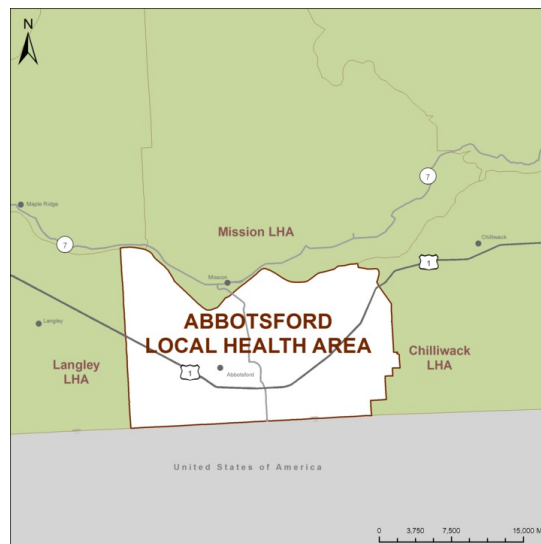 N
Maple Ridge
7
7
Mission LHA
Chilliwack
1
Mission
Langley
ABBOTSFORD
LOCAL HEALTH AREA
Langley
LHA
1
Abbotsford
Chilliwack
LHA
United States of America
0 3,750 7,500 15,000 M